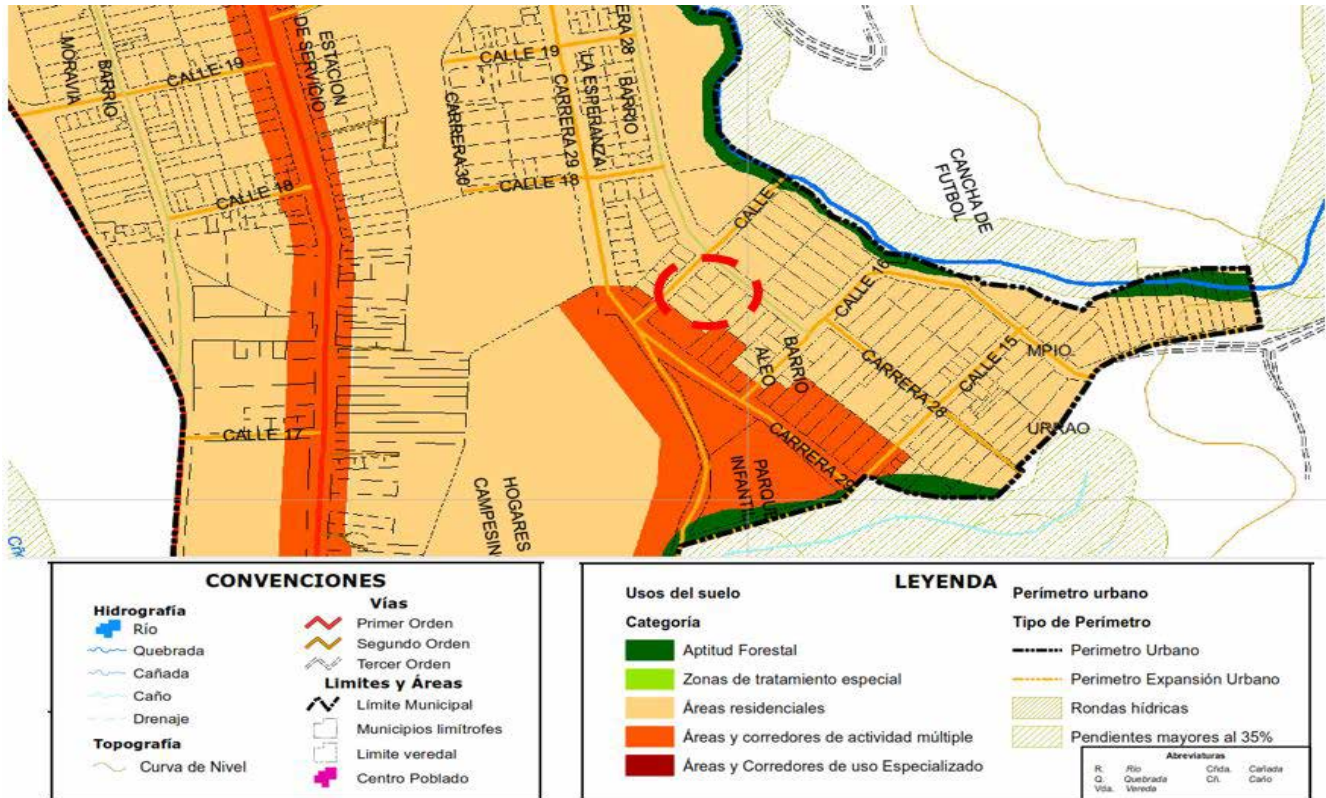 BARRIO
MORAVIA
CALLE 19
ESTACION
DE SERVICIO
CALLE 18
CALLE 17
CALLE 19
CARRERA 30
CARRERA 29
LA ESPERANZA
BARRIO
ERA 28
CALLE 18
CALLE
CANCHA DE
FUTBOL
CALLE 16
BARRIO
ALEO
CALLE 15
CARRERA 28
MPIO.
URRAO
CARRERA 29
PARQUE
INFANTIL
HOGARES
CAMPESIN
CONVENCIONES
Hidrografía
Río
Quebrada
Cañada
Caño
Drenaje
Topografía
Curva de Nivel
Vías
Primer Orden
Segundo Orden
Tercer Orden
Limites y Áreas
Límite Municipal
Municipios limítrofes
Limite veredal
Centro Poblado
LEYENDA
Usos del suelo
Categoría
Aptitud Forestal
Zonas de tratamiento especial
Áreas residenciales
Áreas y corredores de actividad múltiple
Áreas y Corredores de uso Especializado
Perímetro urbano
Tipo de Perímetro
Perimetro Urbano
Perimetro Expansión Urbano
Rondas hídricas
Pendientes mayores al 35%
Abreviaturas
R. Río Cñda. Cañada
Q. Quebrada Cñ. Caño
Vda. Vereda